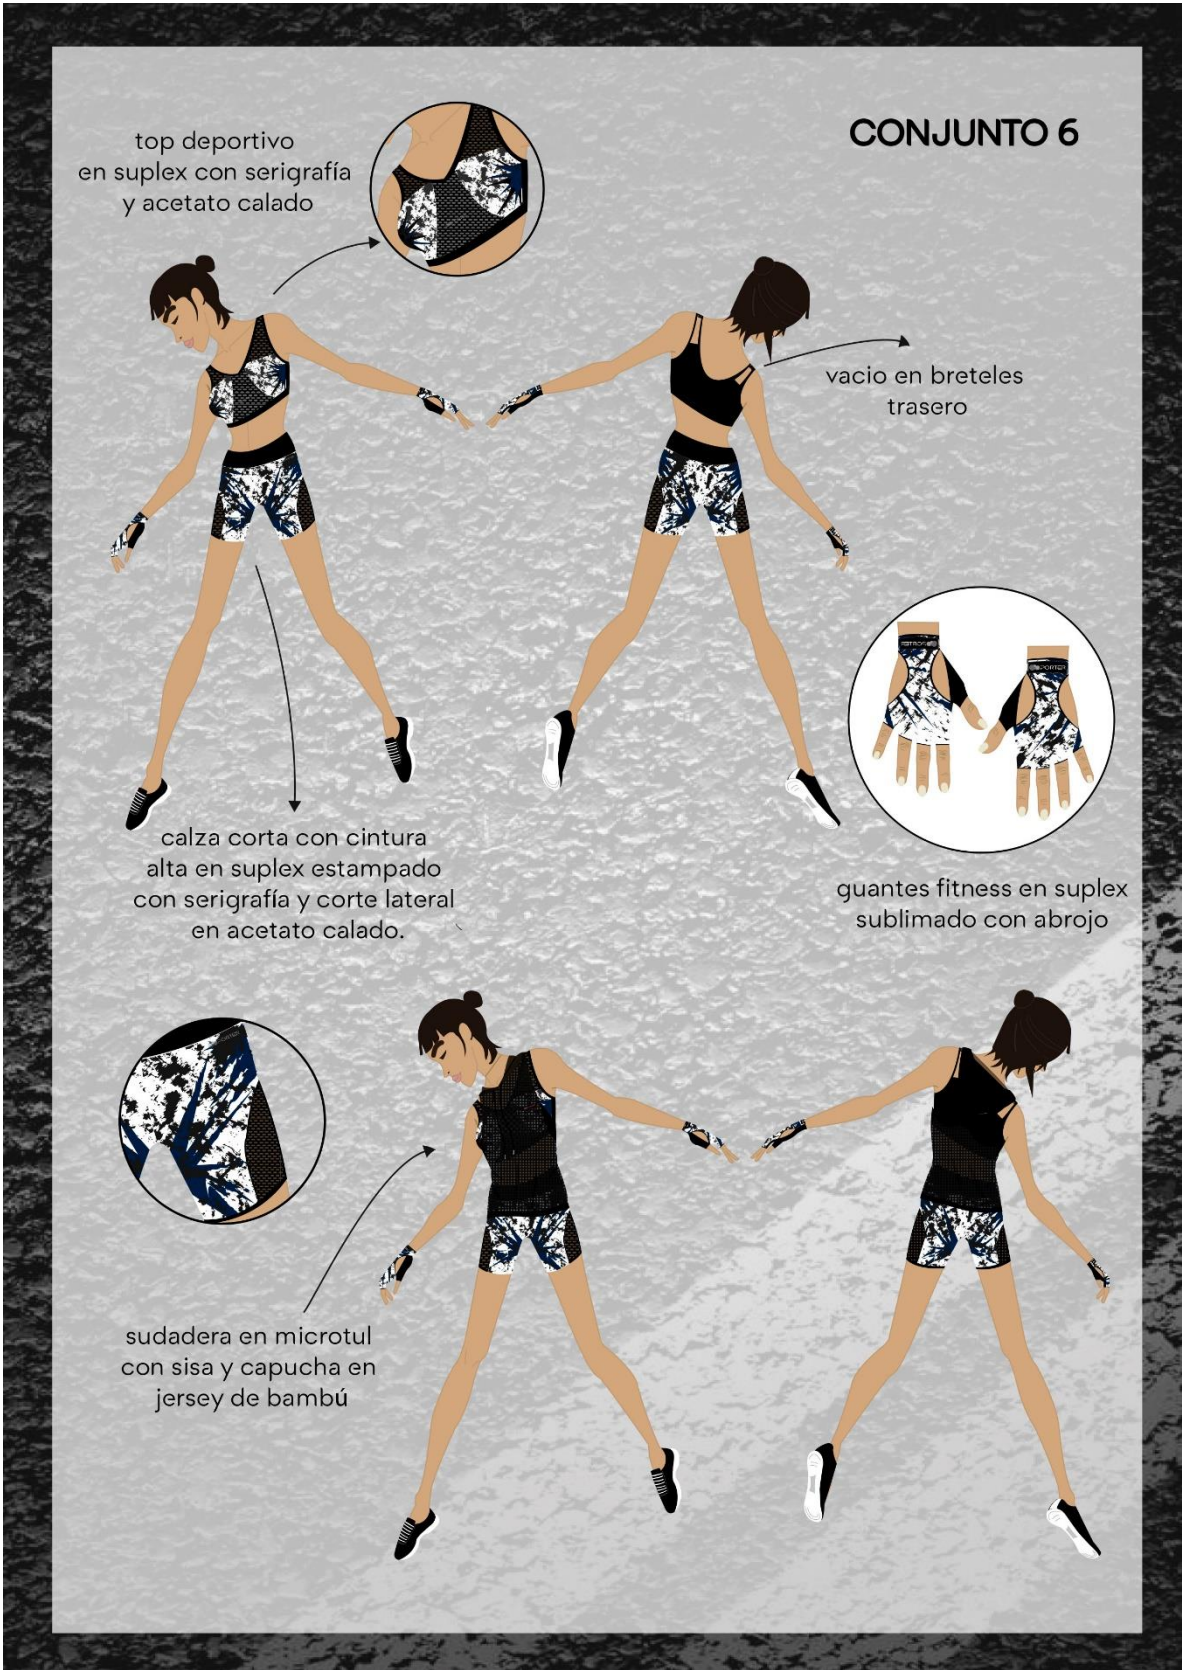 CONJUNTO 6
top deportivo
en suplex con serigrafía
y acetato calado
vacio en breteles
trasero
calza corta con cintura
alta en suplex estampado
con serigrafía y corte lateral
en acetato calado.
guantes fitness en suplex
sublimado con abrojo
sudadera en microtul
con sisa y capucha en
jersey de bambú